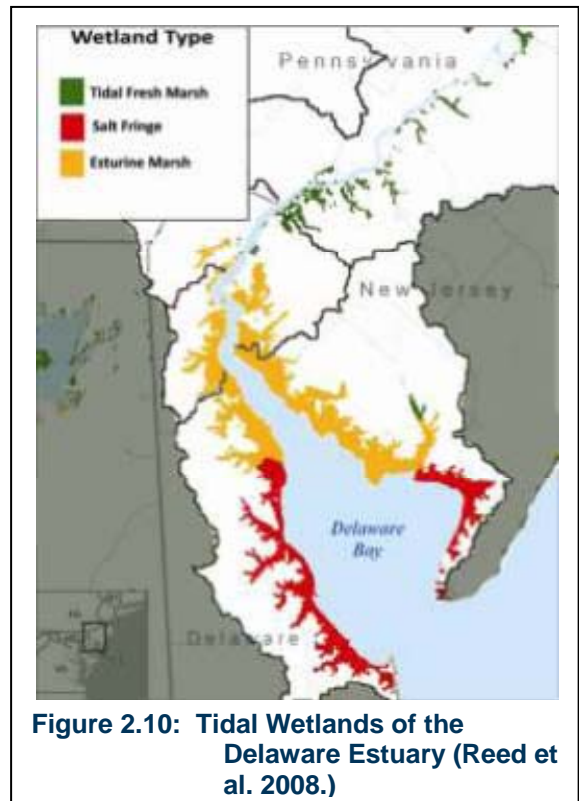 Wetland Type
Tidal Fresh Marsh
Salt Fringe
Esturine Marsh
Pennsylvania
New Jersey
Delaware
Bay
Delaware
Figure 2.10: Tidal Wetlands of the
Delaware Estuary (Reed et
al. 2008.)